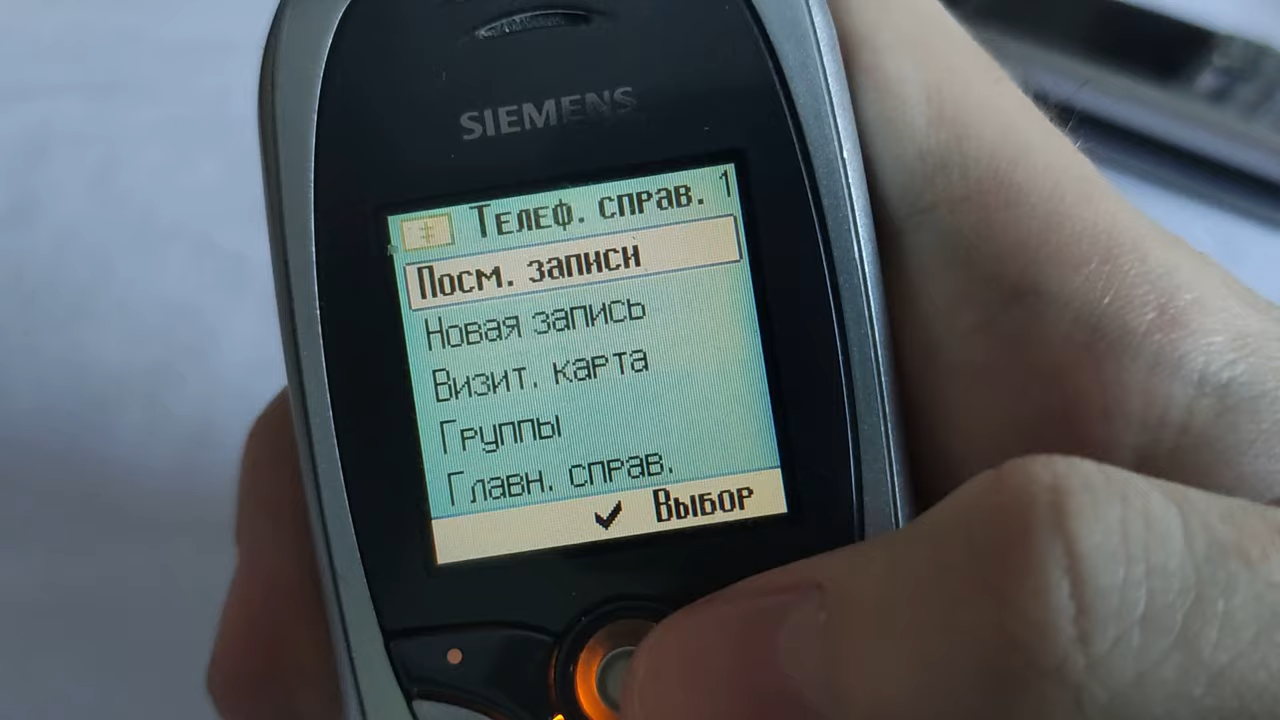 SIEMENS
Телеф. справ. 1
Посм. записи
Новая запись
Визит. карта
Группы
Главн. справ.
✓ Выбор